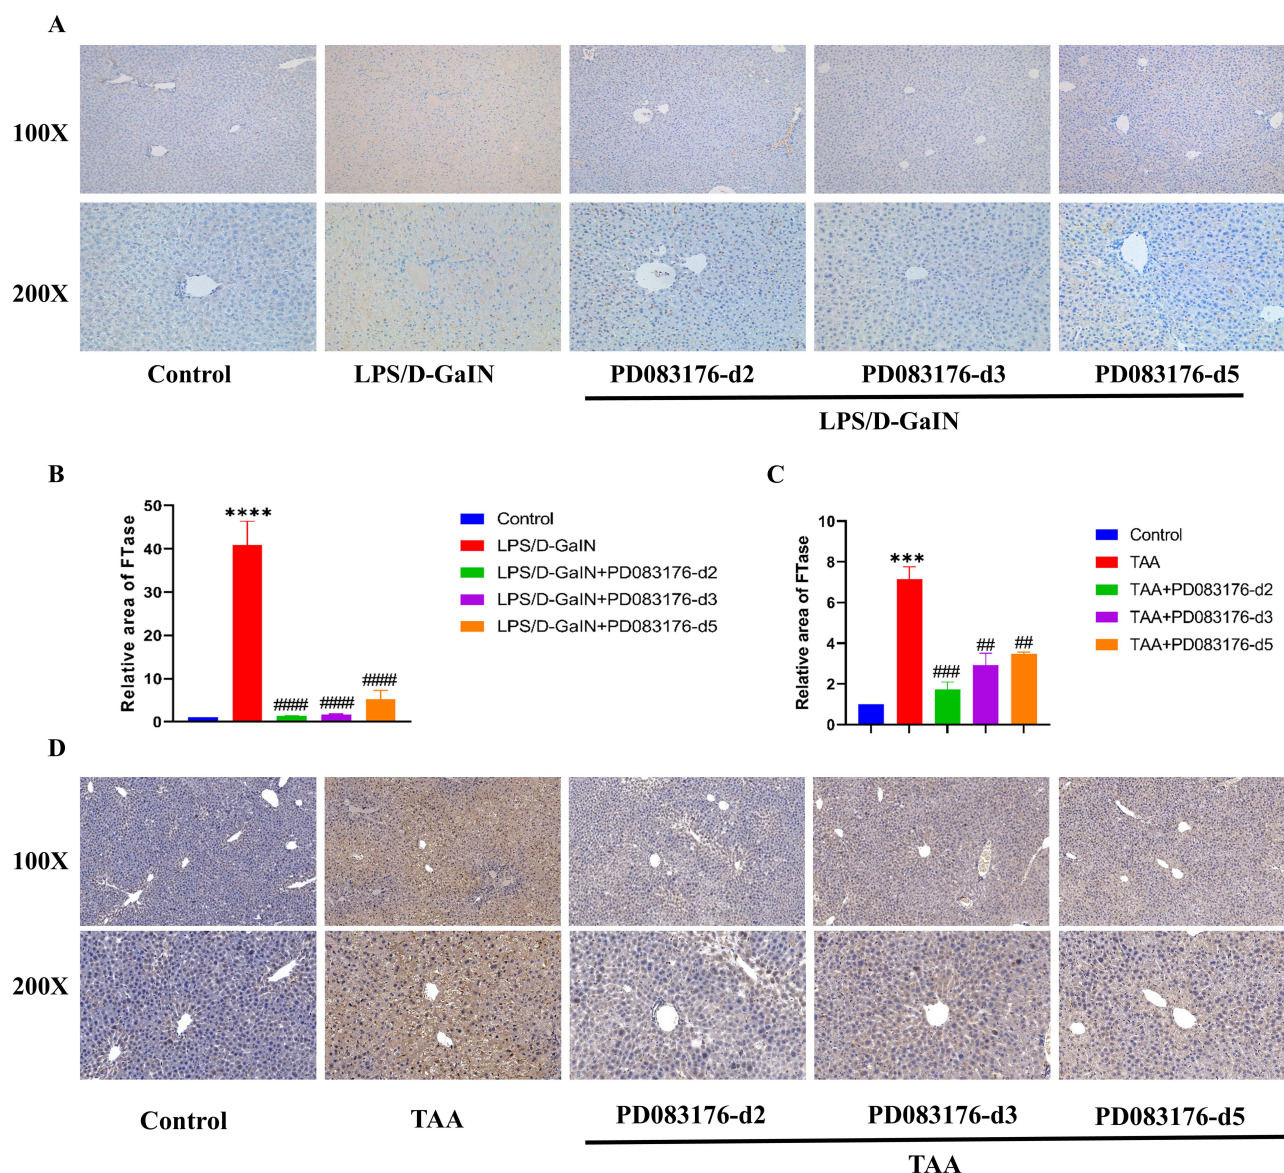 A
100X
200X
Control LPS/D-GaIN PD083176-d2 PD083176-d3 PD083176-d5
LPS/D-GaIN
B
Relative area of FTase
50
40
30
20
10
0
****
####
####
####
Control
LPS/D-GaIN
LPS/D-GaIN+PD083176-d2
LPS/D-GaIN+PD083176-d3
LPS/D-GaIN+PD083176-d5
C
Relative area of FTase
10
8
6
4
2
0
***
###
##
##
Control
TAA
TAA+PD083176-d2
TAA+PD083176-d3
TAA+PD083176-d5
D
100X
200X
Control TAA PD083176-d2 PD083176-d3 PD083176-d5
TAA